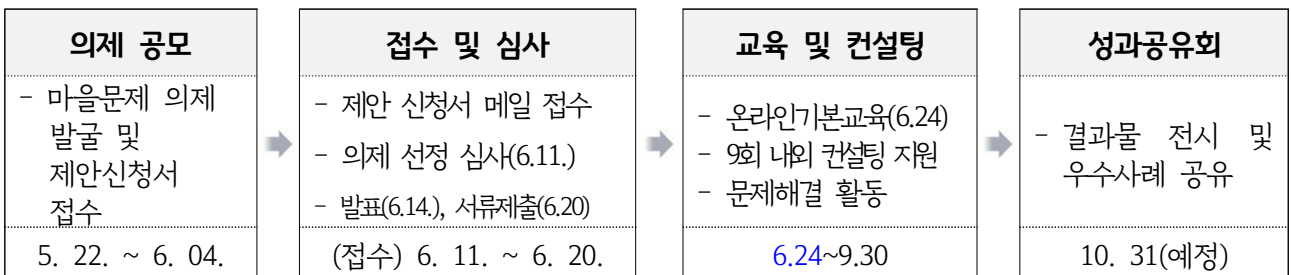 의제 공모
- 마을문제 의제
발굴 및
제안신청서
접수
5. 22. ~ 6. 04.
접수 및 심사
- 제안 신청서 메일 접수
- 의제 선정 심사(6.11.)
- 발표(6.14.), 서류제출(6.20)
(접수) 6. 11. ~ 6. 20.
교육 및 컨설팅
- 온라인기본교육(6.24)
- 9회 내외 컨설팅 지원
- 문제해결 활동
6.24~9.30
성과공유회
- 결과물 전시 및
우수사례 공유
10. 31(예정)